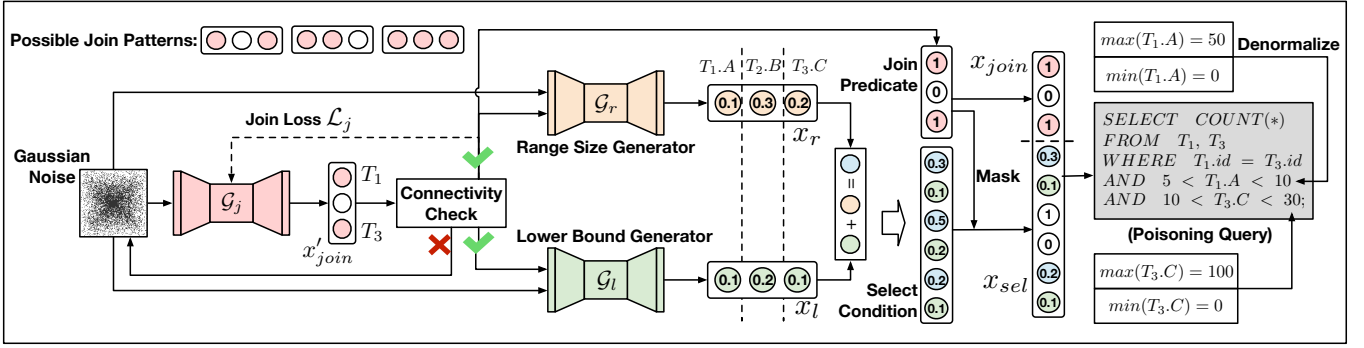 Possible Join Patterns:
Gaussian
Noise
Join Loss 𝓛j
𝒢j
T1
T3
x′join
Connectivity
Check
𝒢r
Range Size Generator
Lower Bound Generator
𝒢l
T1.A T2.B T3.C
0.1 0.3 0.2
xr
=
+
0.1 0.2 0.1
xl
Join
Predicate
1
0
1
Select
Condition
0.3
0.1
0.5
0.2
0.2
0.1
Mask
xjoin
1
0
1
xsel
0.3
0.1
1
0
0.2
0.1
max(T1.A) = 50
min(T1.A) = 0
Denormalize
SELECT COUNT(*)
FROM T1, T3
WHERE T1.id = T3.id
AND 5 < T1.A < 10
AND 10 < T3.C < 30;
(Poisoning Query)
max(T3.C) = 100
min(T3.C) = 0